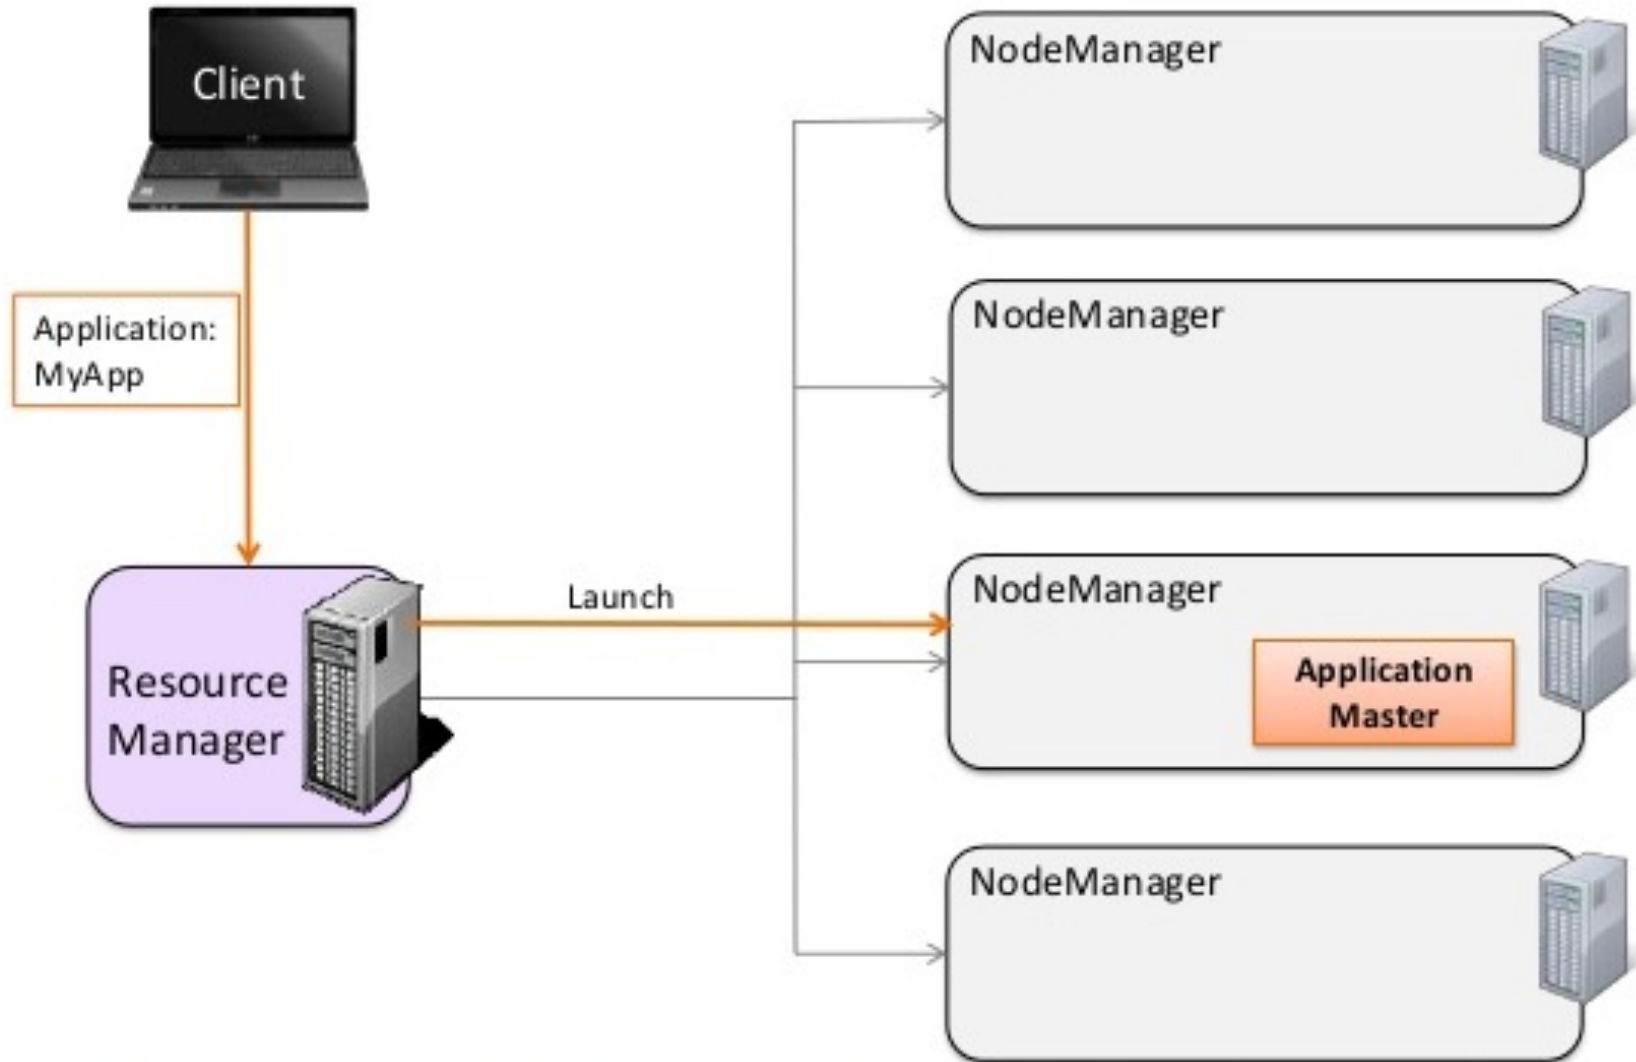 Client
NodeManager
NodeManager
Application:
MyApp
Launch
NodeManager
Application
Master
Resource
Manager
NodeManager